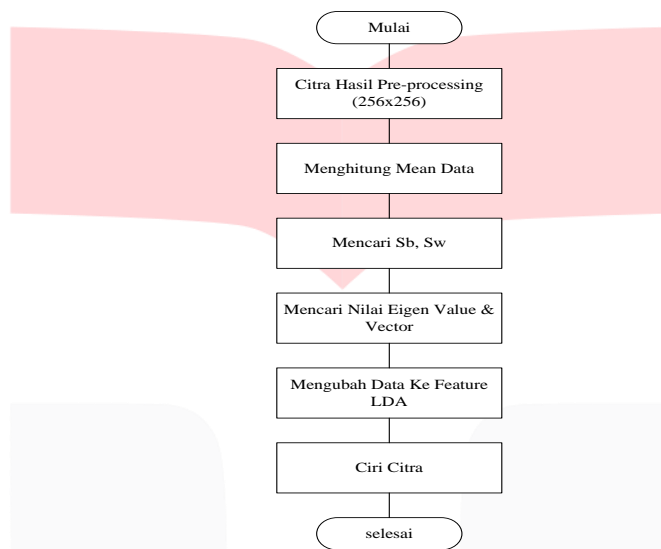 Mulai
Citra Hasil Pre-processing
(256x256)
Menghitung Mean Data
Mencari Sb, Sw
Mencari Nilai Eigen Value &
Vector
Mengubah Data Ke Feature
LDA
Ciri Citra
selesai